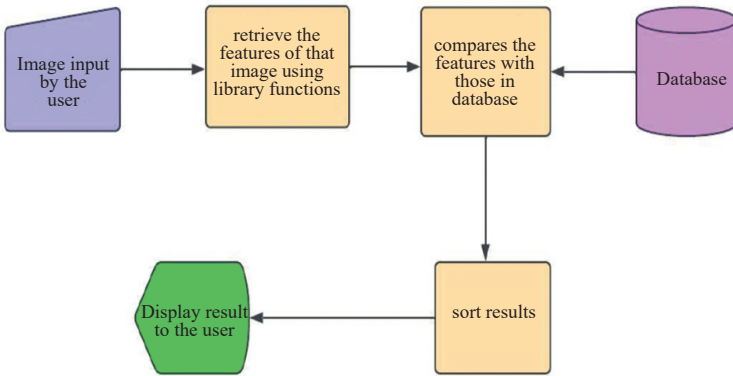 Image input
by the
user
retrieve the
features of that
image using
library functions
compares the
features with
those in
database
Database
Display result
to the user
sort results